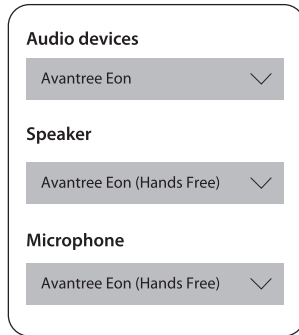 Audio devices
Avantree Eon
Speaker
Avantree Eon (Hands Free)
Microphone
Avantree Eon (Hands Free)